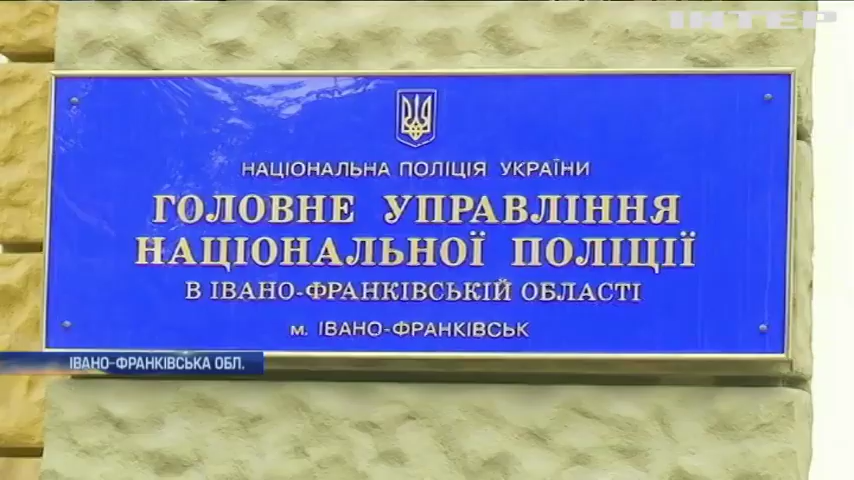 ІНТЕР
НАЦІОНАЛЬНА ПОЛІЦІЯ УКРАЇНИ
ГОЛОВНЕ УПРАВЛІННЯ
НАЦІОНАЛЬНОЇ ПОЛІЦІЇ
В ІВАНО-ФРАНКІВСЬКІЙ ОБЛАСТІ
м. ІВАНО-ФРАНКІВСЬК
ІВАНО-ФРАНКІВСЬКА ОБЛ.